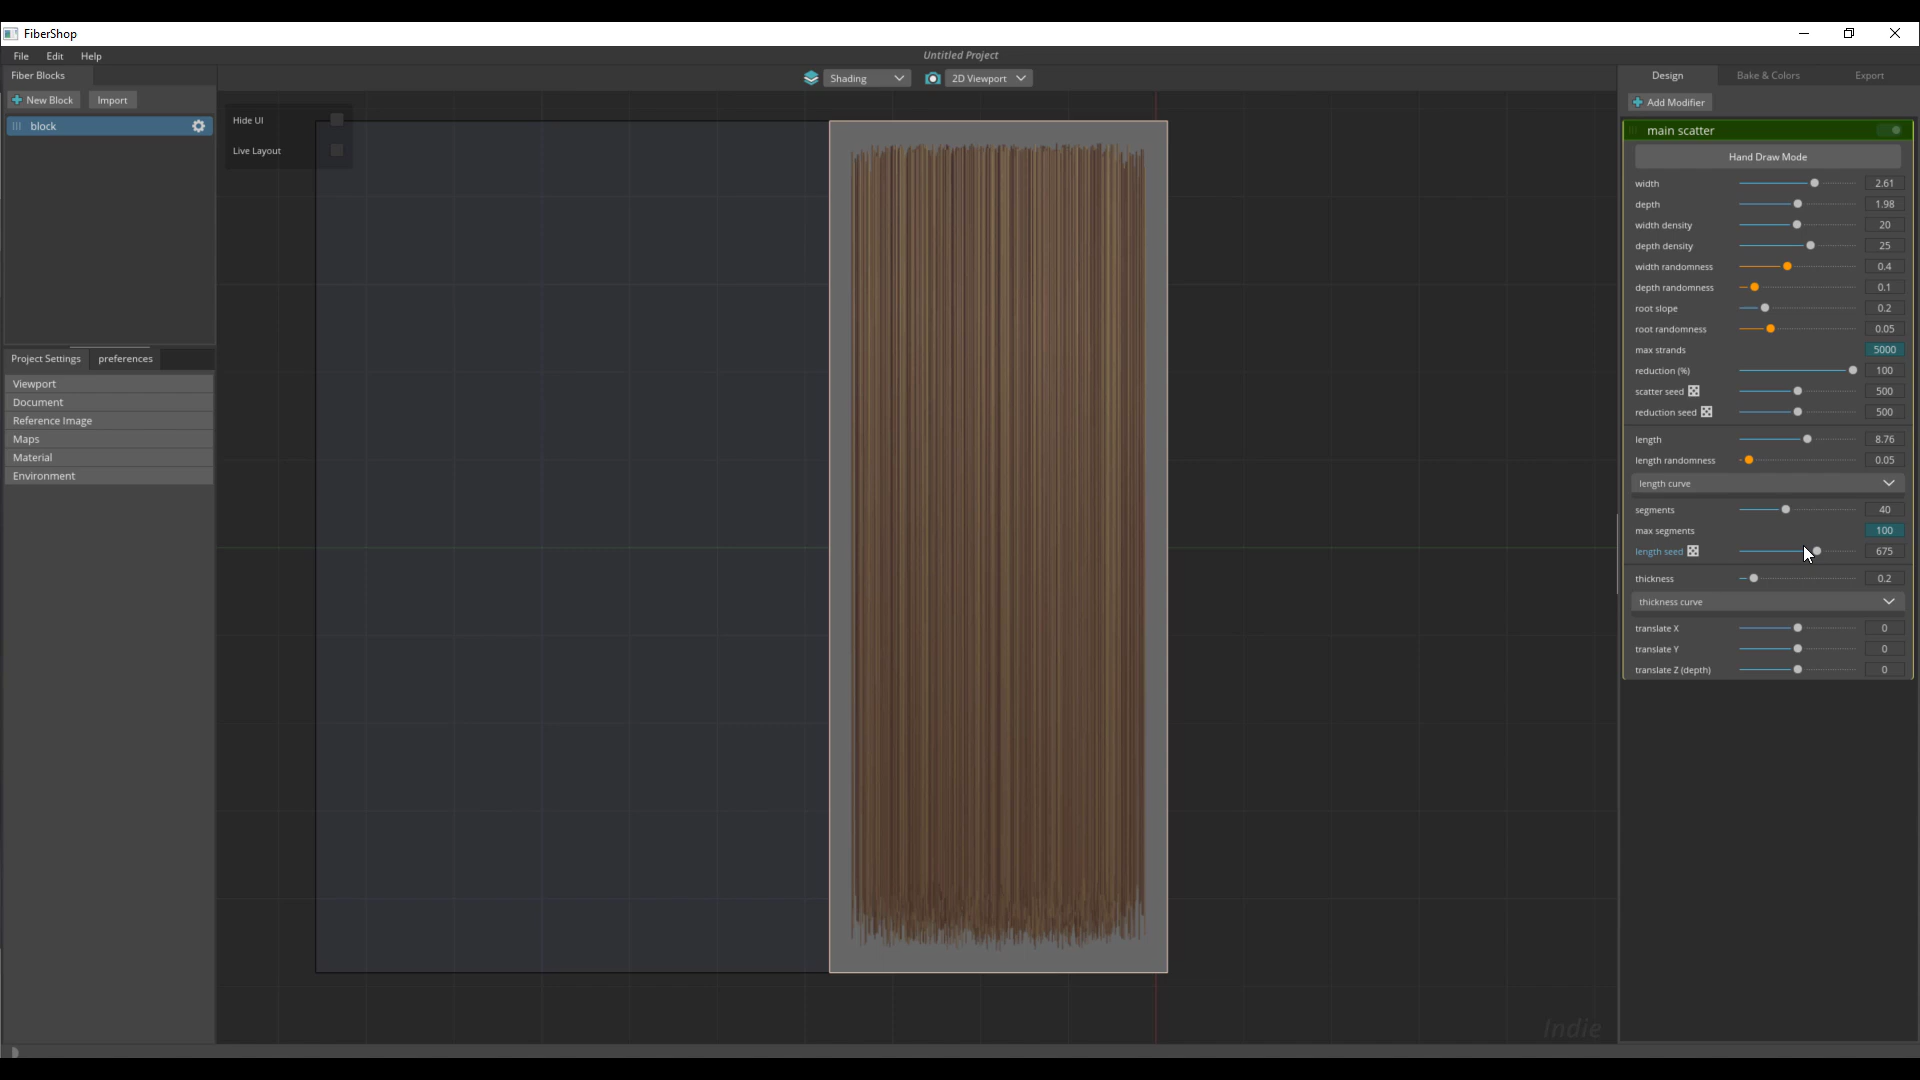 FiberShop
File Edit Help
Untitled Project
Fiber Blocks
Shading
2D Viewport
Design
Bake & Colors
Export
New Block
Import
Add Modifier
block
Hide UI
Live Layout
main scatter
Hand Draw Mode
width 2.61
depth 1.98
width density 20
depth density 25
width randomness 0.4
depth randomness 0.1
root slope 0.2
root randomness 0.05
max strands 5000
reduction (%) 100
scatter seed 500
reduction seed 500
length 8.76
length randomness 0.05
length curve
segments 40
max segments 100
length seed 675
thickness 0.2
thickness curve
translate X 0
translate Y 0
translate Z (depth) 0
Project Settings
preferences
Viewport
Document
Reference Image
Maps
Material
Environment
Indie